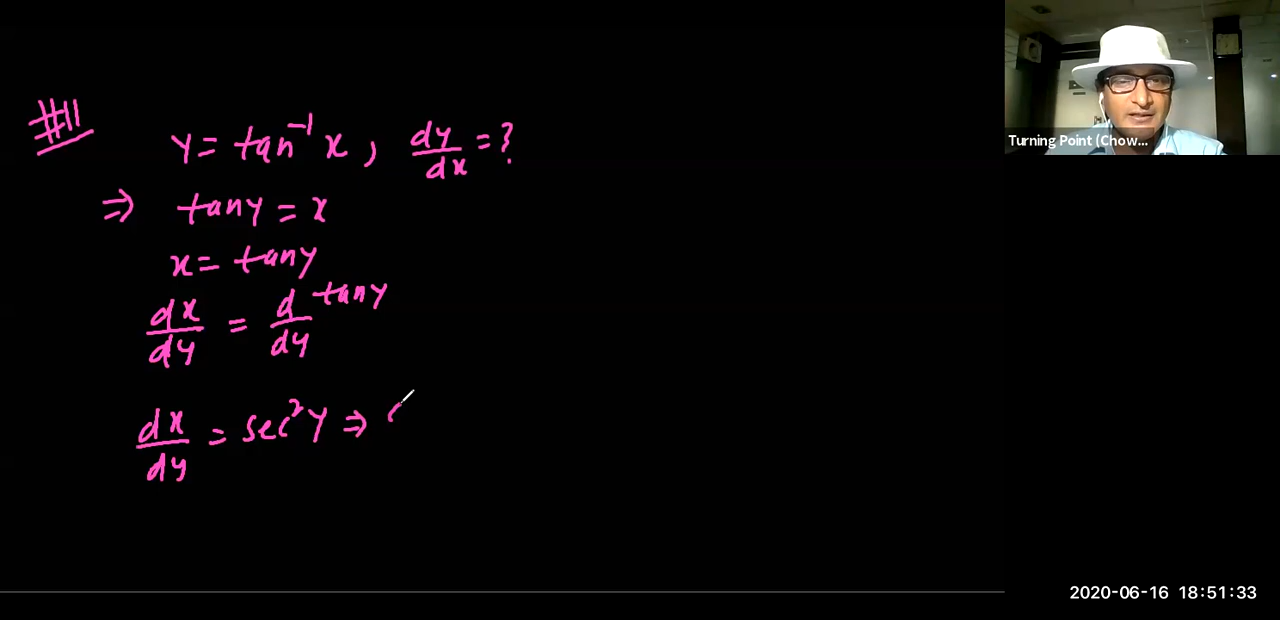 #11
y = tan⁻¹ x, dy/dx = ?
⇒ tany = x
x = tany
dx/dy = d/dy tany
dx/dy = sec²y ⇒
Turning Point (Chow...
2020-06-16 18:51:33